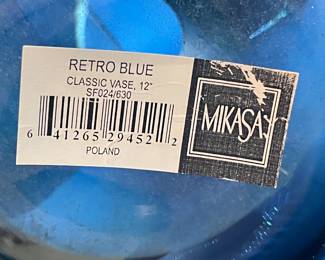 RETRO BLUE
CLASSIC VASE, 12"
SF024/630
6 41265 29452 2
POLAND
MIKASA